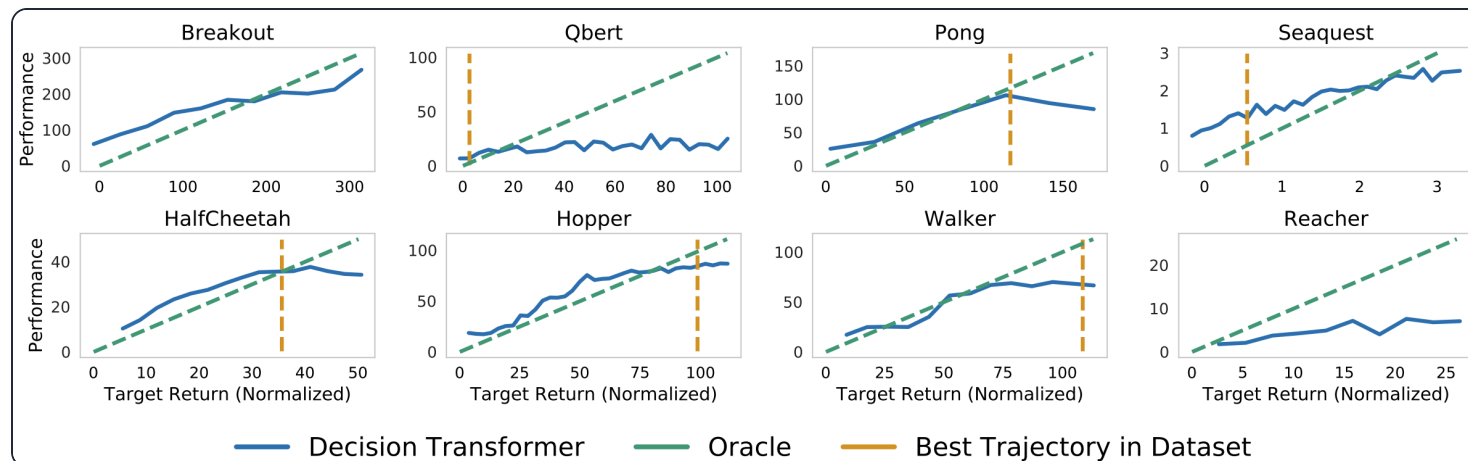 Breakout Qbert Pong Seaquest
Performance
300
200
100
0
0 100 200 300
100
50
0
0 20 40 60 80 100
150
100
50
0
0 50 100 150
3
2
1
0
0 1 2 3
HalfCheetah Hopper Walker Reacher
Performance
40
20
0
0 10 20 30 40 50
100
50
0
0 25 50 75 100
100
50
0
0 25 50 75 100
20
10
0
0 5 10 15 20 25
Target Return (Normalized) Target Return (Normalized) Target Return (Normalized) Target Return (Normalized)
Decision Transformer Oracle Best Trajectory in Dataset